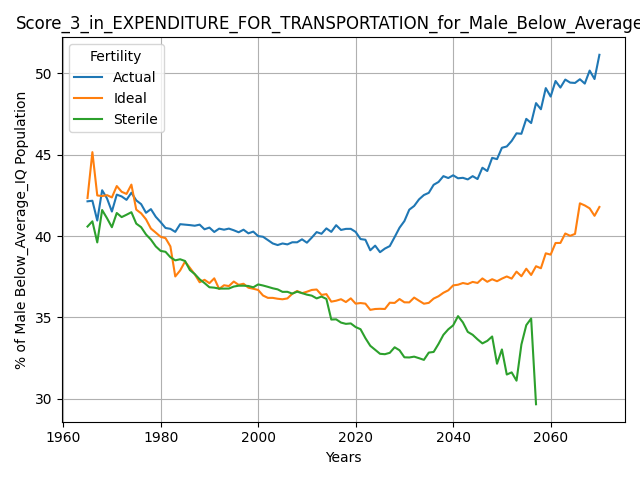 Score_3_in_EXPENDITURE_FOR_TRANSPORTATION_for_Male_Below_Average
Fertility
Actual
Ideal
Sterile
% of Male Below_Average_IQ Population
50
45
40
35
30
1960
1980
2000
2020
2040
2060
Years